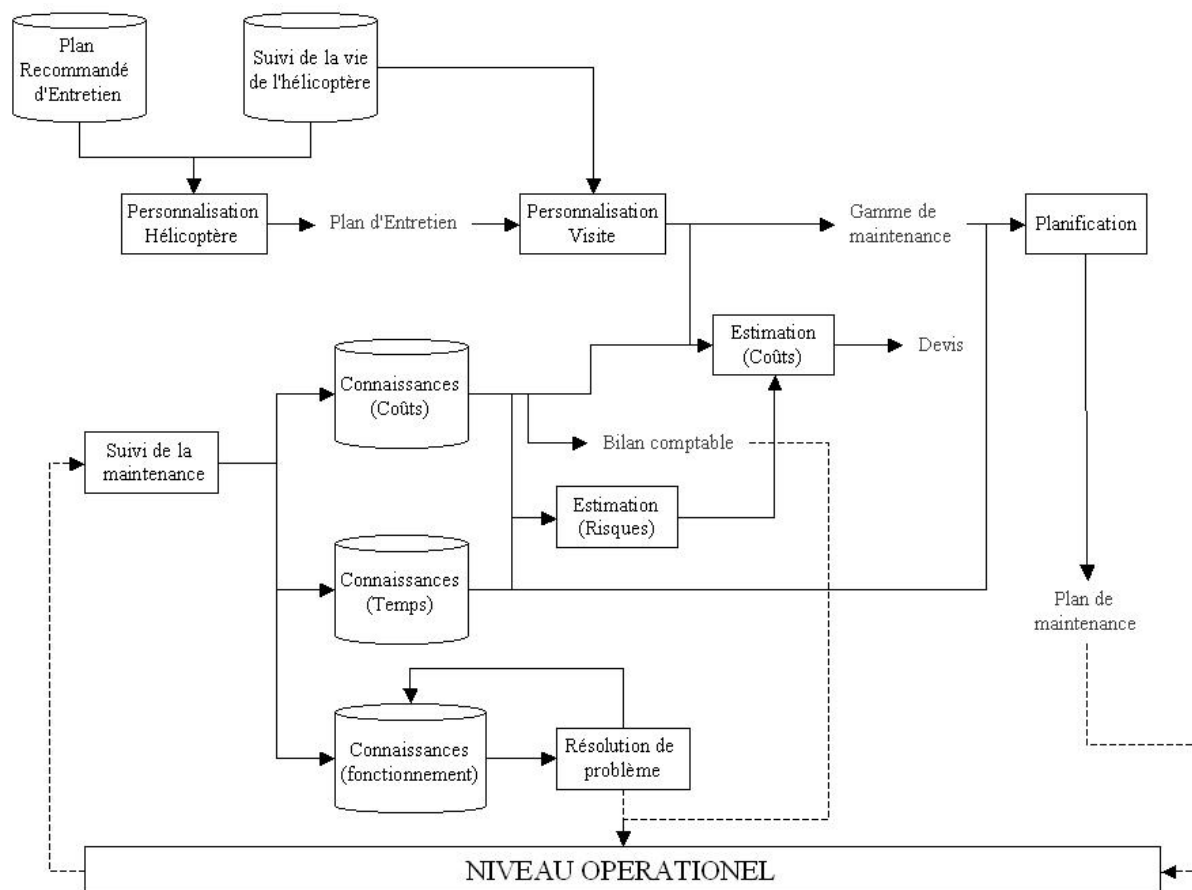 Plan
Recommandé
d'Entretien
Suivi de la vie
de l'hélicoptère
Personnalisation
Hélicoptère
Plan d'Entretien
Personnalisation
Visite
Gamme de
maintenance
Planification
Estimation
(Coûts)
Devis
Connaissances
(Coûts)
Bilan comptable
Suivi de la
maintenance
Estimation
(Risques)
Connaissances
(Temps)
Plan de
maintenance
Connaissances
(fonctionnement)
Résolution de
problème
NIVEAU OPERATIONEL